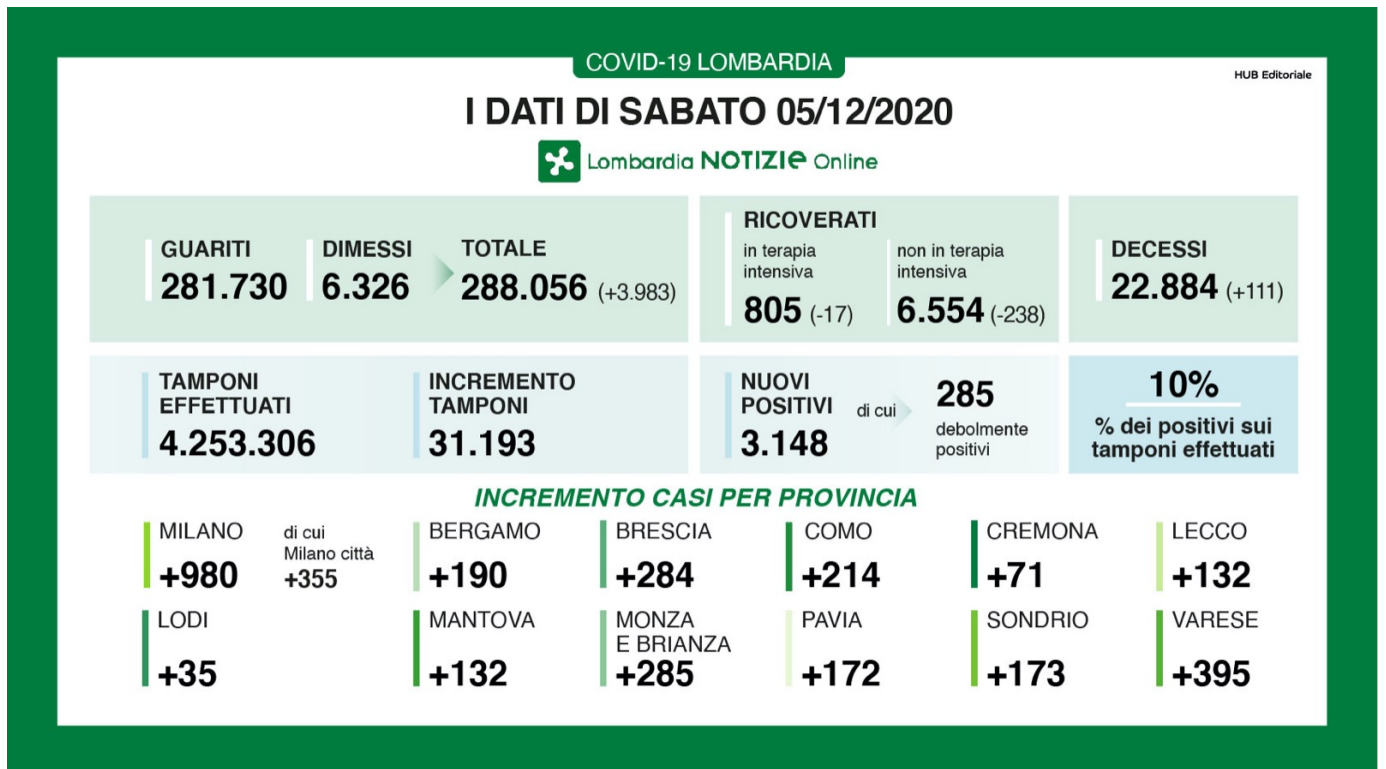 COVID-19 LOMBARDIA
HUB Editoriale
I DATI DI SABATO 05/12/2020
Lombardia NOTIZIe Online
GUARITI
281.730
DIMESSI
6.326
TOTALE
288.056 (+3.983)
RICOVERATI
in terapia
intensiva
805 (-17)
non in terapia
intensiva
6.554 (-238)
DECESSI
22.884 (+111)
TAMPONI
EFFETTUATI
4.253.306
INCREMENTO
TAMPONI
31.193
NUOVI
POSITIVI
3.148
di cui
285
debolmente
positivi
10%
% dei positivi sui
tamponi effettuati
INCREMENTO CASI PER PROVINCIA
MILANO
+980
di cui
Milano città
+355
BERGAMO
+190
BRESCIA
+284
COMO
+214
CREMONA
+71
LECCO
+132
LODI
+35
MANTOVA
+132
MONZA
E BRIANZA
+285
PAVIA
+172
SONDRIO
+173
VARESE
+395